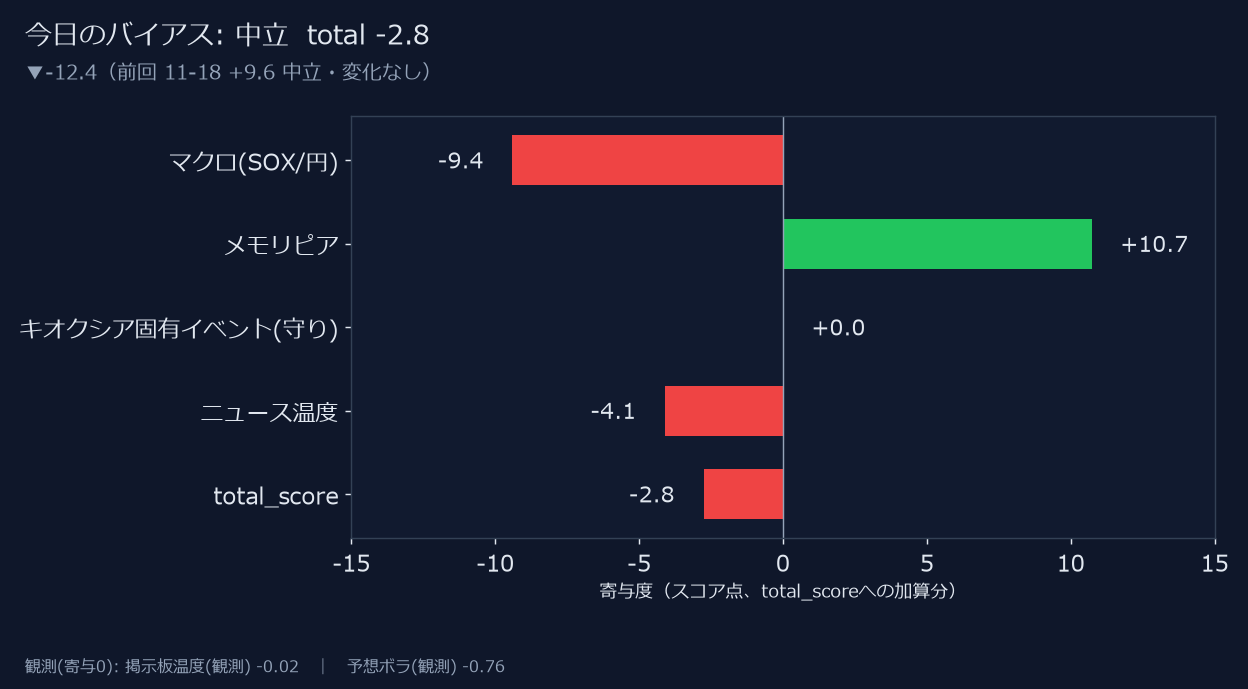 今日のバイアス: 中立  total -2.8
▼-12.4（前回 11-18 +9.6 中立・変化なし）
マクロ(SOX/円)
-9.4
メモリピア
+10.7
キオクシア固有イベント(守り)
+0.0
ニュース温度
-4.1
total_score
-2.8
-15 -10 -5 0 5 10 15
寄与度（スコア点、total_scoreへの加算分）
観測(寄与0): 掲示板温度(観測) -0.02 ｜ 予想ボラ(観測) -0.76